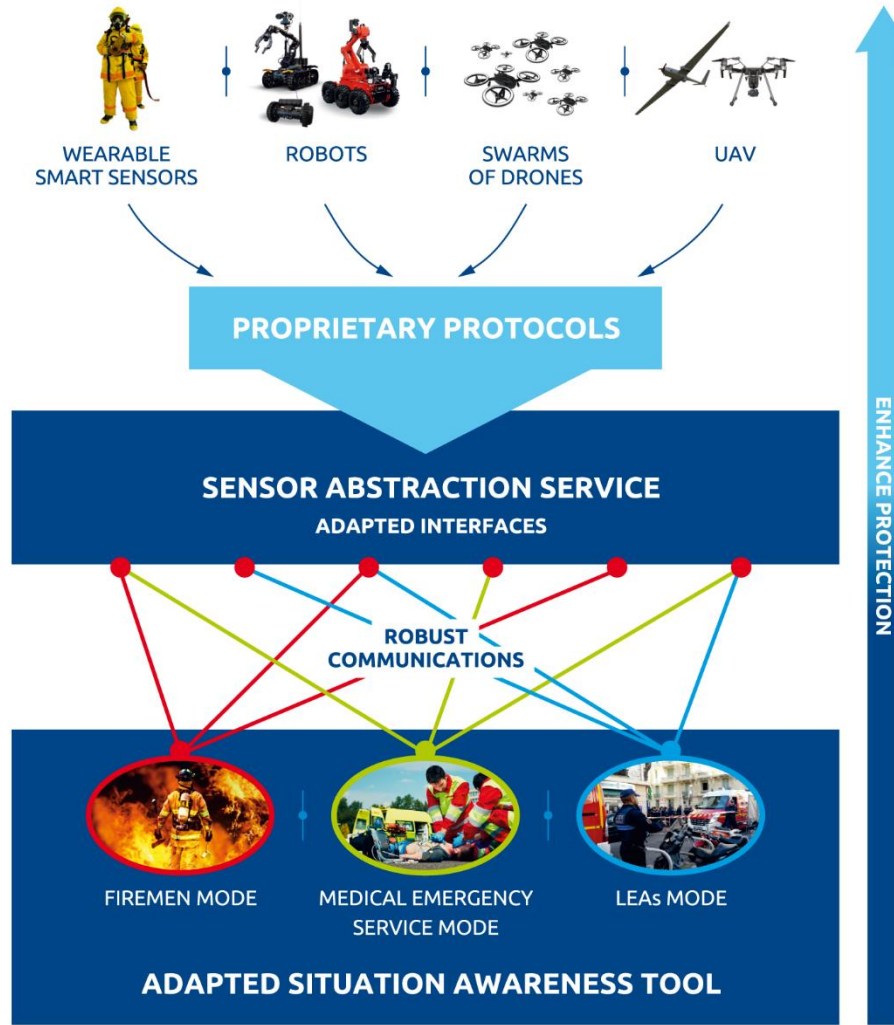 WEARABLE
SMART SENSORS
ROBOTS
SWARMS
OF DRONES
UAV
PROPRIETARY PROTOCOLS
SENSOR ABSTRACTION SERVICE
ADAPTED INTERFACES
ROBUST
COMMUNICATIONS
FIREMEN MODE
MEDICAL EMERGENCY
SERVICE MODE
LEAs MODE
ADAPTED SITUATION AWARENESS TOOL
ENHANCE PROTECTION